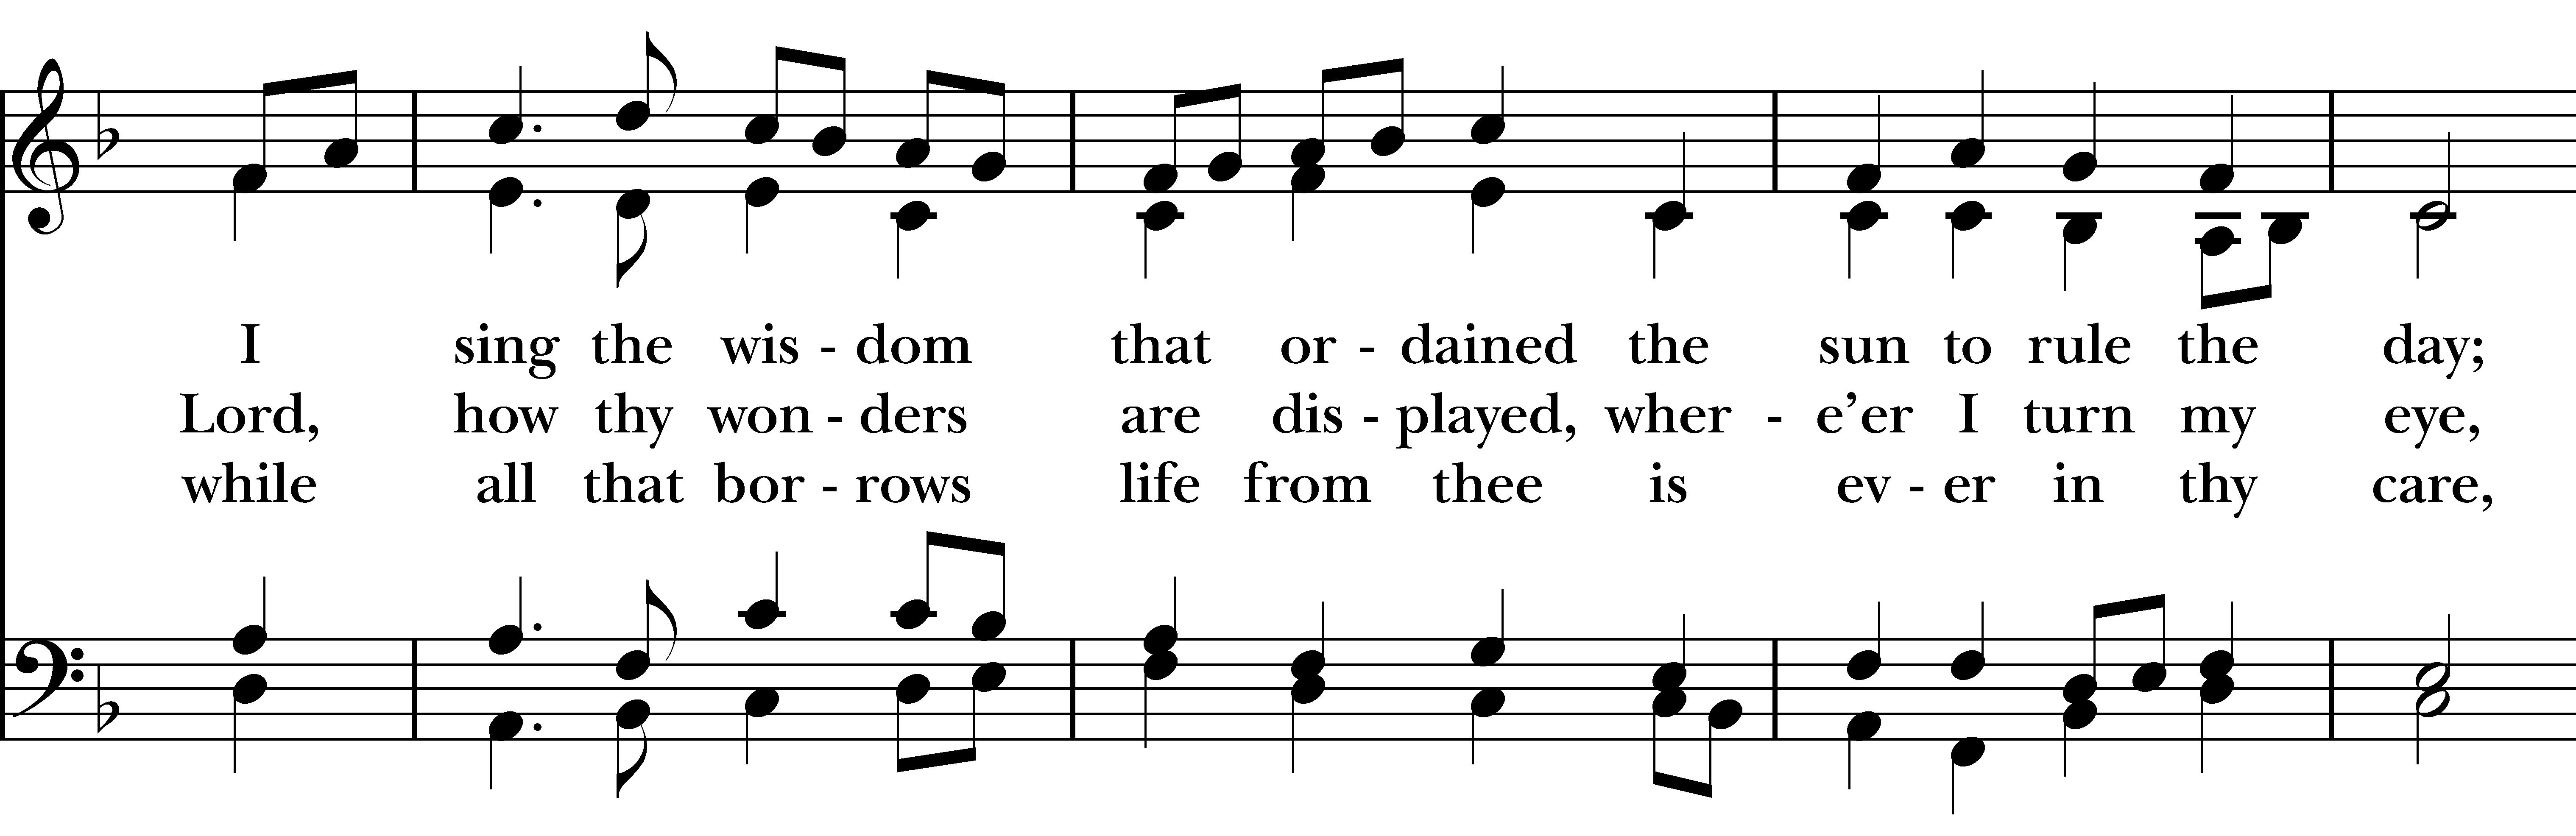 I sing the wis - dom that or - dained the sun to rule the day;
Lord, how thy won - ders are dis - played, wher - e’er I turn my eye,
while all that bor - rows life from thee is ev - er in thy care,